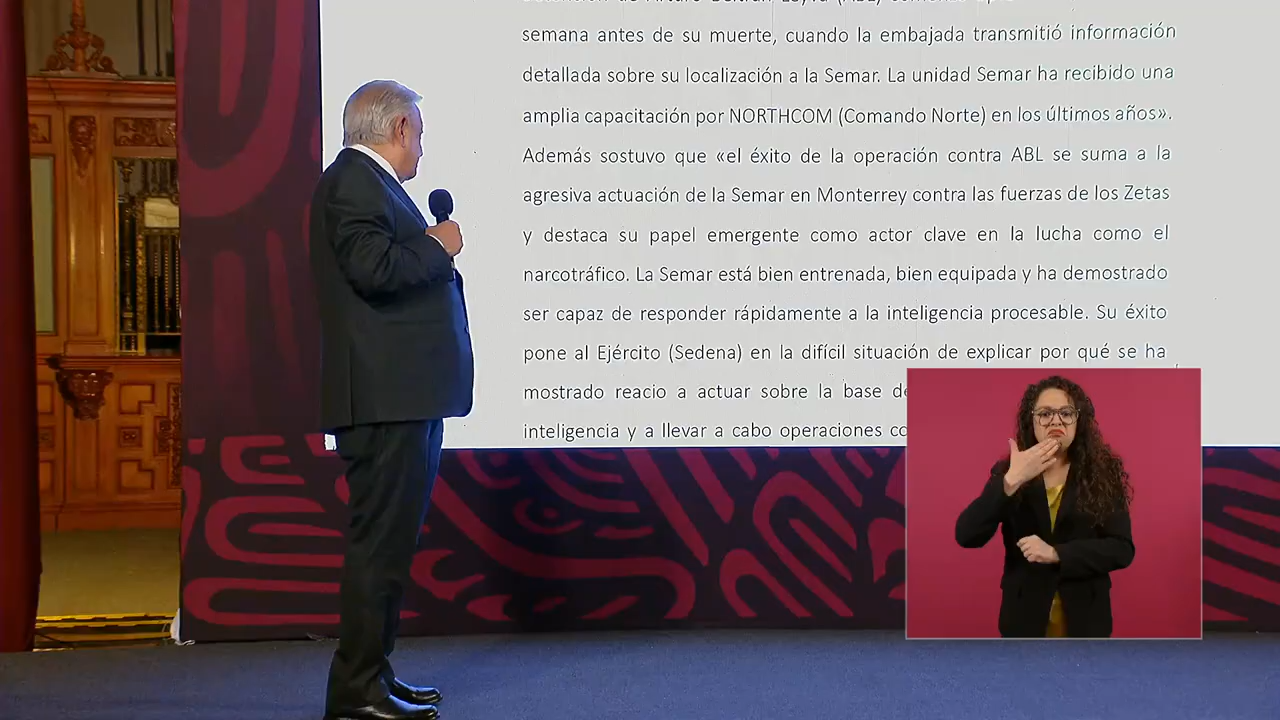 semana antes de su muerte, cuando la embajada transmitió información
detallada sobre su localización a la Semar. La unidad Semar ha recibido una
amplia capacitación por NORTHCOM (Comando Norte) en los últimos años».
Además sostuvo que «el éxito de la operación contra ABL se suma a la
agresiva actuación de la Semar en Monterrey contra las fuerzas de los Zetas
y destaca su papel emergente como actor clave en la lucha como el
narcotráfico. La Semar está bien entrenada, bien equipada y ha demostrado
ser capaz de responder rápidamente a la inteligencia procesable. Su éxito
pone al Ejército (Sedena) en la difícil situación de explicar por qué se ha
mostrado reacio a actuar sobre la base de
inteligencia y a llevar a cabo operaciones